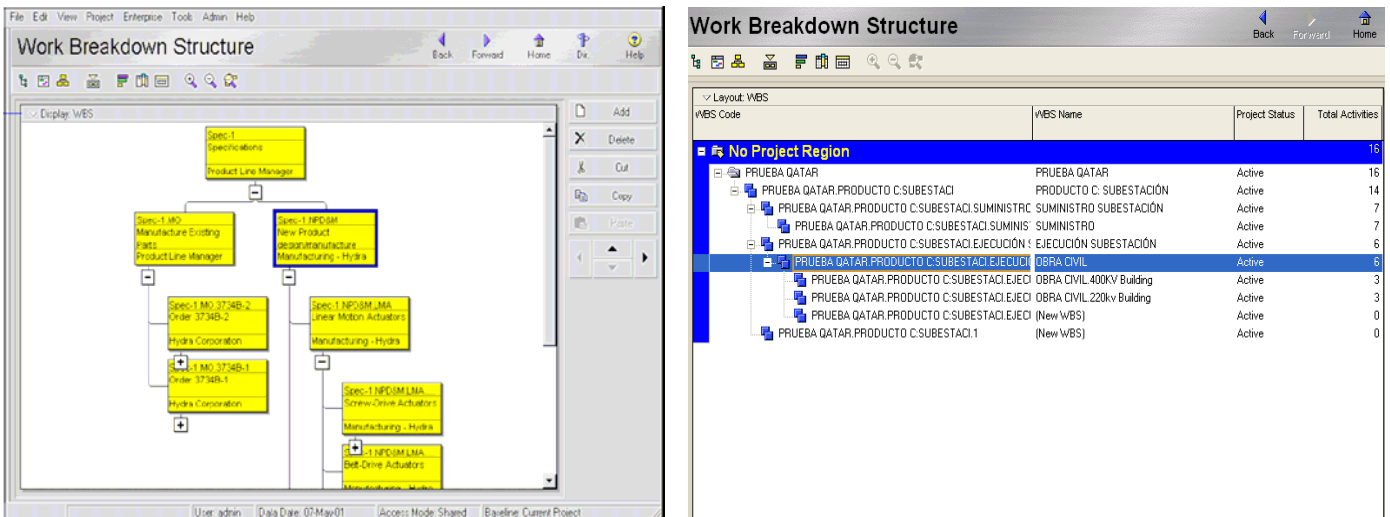 File Edit View Project Enterprise Tools Admin Help
Work Breakdown Structure
Back Forward Home Dir. Help
Display: WBS
Add
Delete
Cut
Copy
Paste
Spec-1
Specifications
Product Line Manager
Spec-1.MO
Manufacture Existing
Parts
Product Line Manager
Spec-1.NPD&M
New Product
design/manufacture
Manufacturing - Hydra
Spec-1.MO.3734B-2
Order 3734B-2
Hydra Corporation
Spec-1.NPD&M.LMA
Linear Motion Actuators
Manufacturing - Hydra
-1.MO.3734B-1
Order 3734B-1
Hydra Corporation
Spec-1.NPD&M.LMA
Screw-Drive Actuators
Manufacturing - Hydra
-1.NPD&M.LMA
Belt-Drive Actuators
Manufacturing - Hydra
User: admin Data Date: 07-May-01 Access Mode: Shared Baseline: Current Project
Work Breakdown Structure
Back Forward Home
Layout: WBS
WBS Code WBS Name Project Status Total Activities
No Project Region 16
PRUEBA QATAR PRUEBA QATAR Active 16
PRUEBA QATAR.PRODUCTO C:SUBESTACI PRODUCTO C: SUBESTACIÓN Active 14
PRUEBA QATAR.PRODUCTO C:SUBESTACI.SUMINISTRO SUMINISTRO SUBESTACIÓN Active 7
PRUEBA QATAR.PRODUCTO C:SUBESTACI.SUMINIS SUMINISTRO Active 7
PRUEBA QATAR.PRODUCTO C:SUBESTACI.EJECUCIÓN S EJECUCIÓN SUBESTACIÓN Active 6
PRUEBA QATAR.PRODUCTO C:SUBESTACI.EJECUCI OBRA CIVIL Active 6
PRUEBA QATAR.PRODUCTO C:SUBESTACI.EJECI OBRA CIVIL.400KV Building Active 3
PRUEBA QATAR.PRODUCTO C:SUBESTACI.EJECI OBRA CIVIL.220kv Building Active 3
PRUEBA QATAR.PRODUCTO C:SUBESTACI.EJECI (New WBS) Active 0
PRUEBA QATAR.PRODUCTO C:SUBESTACI.1 (New WBS) Active 0